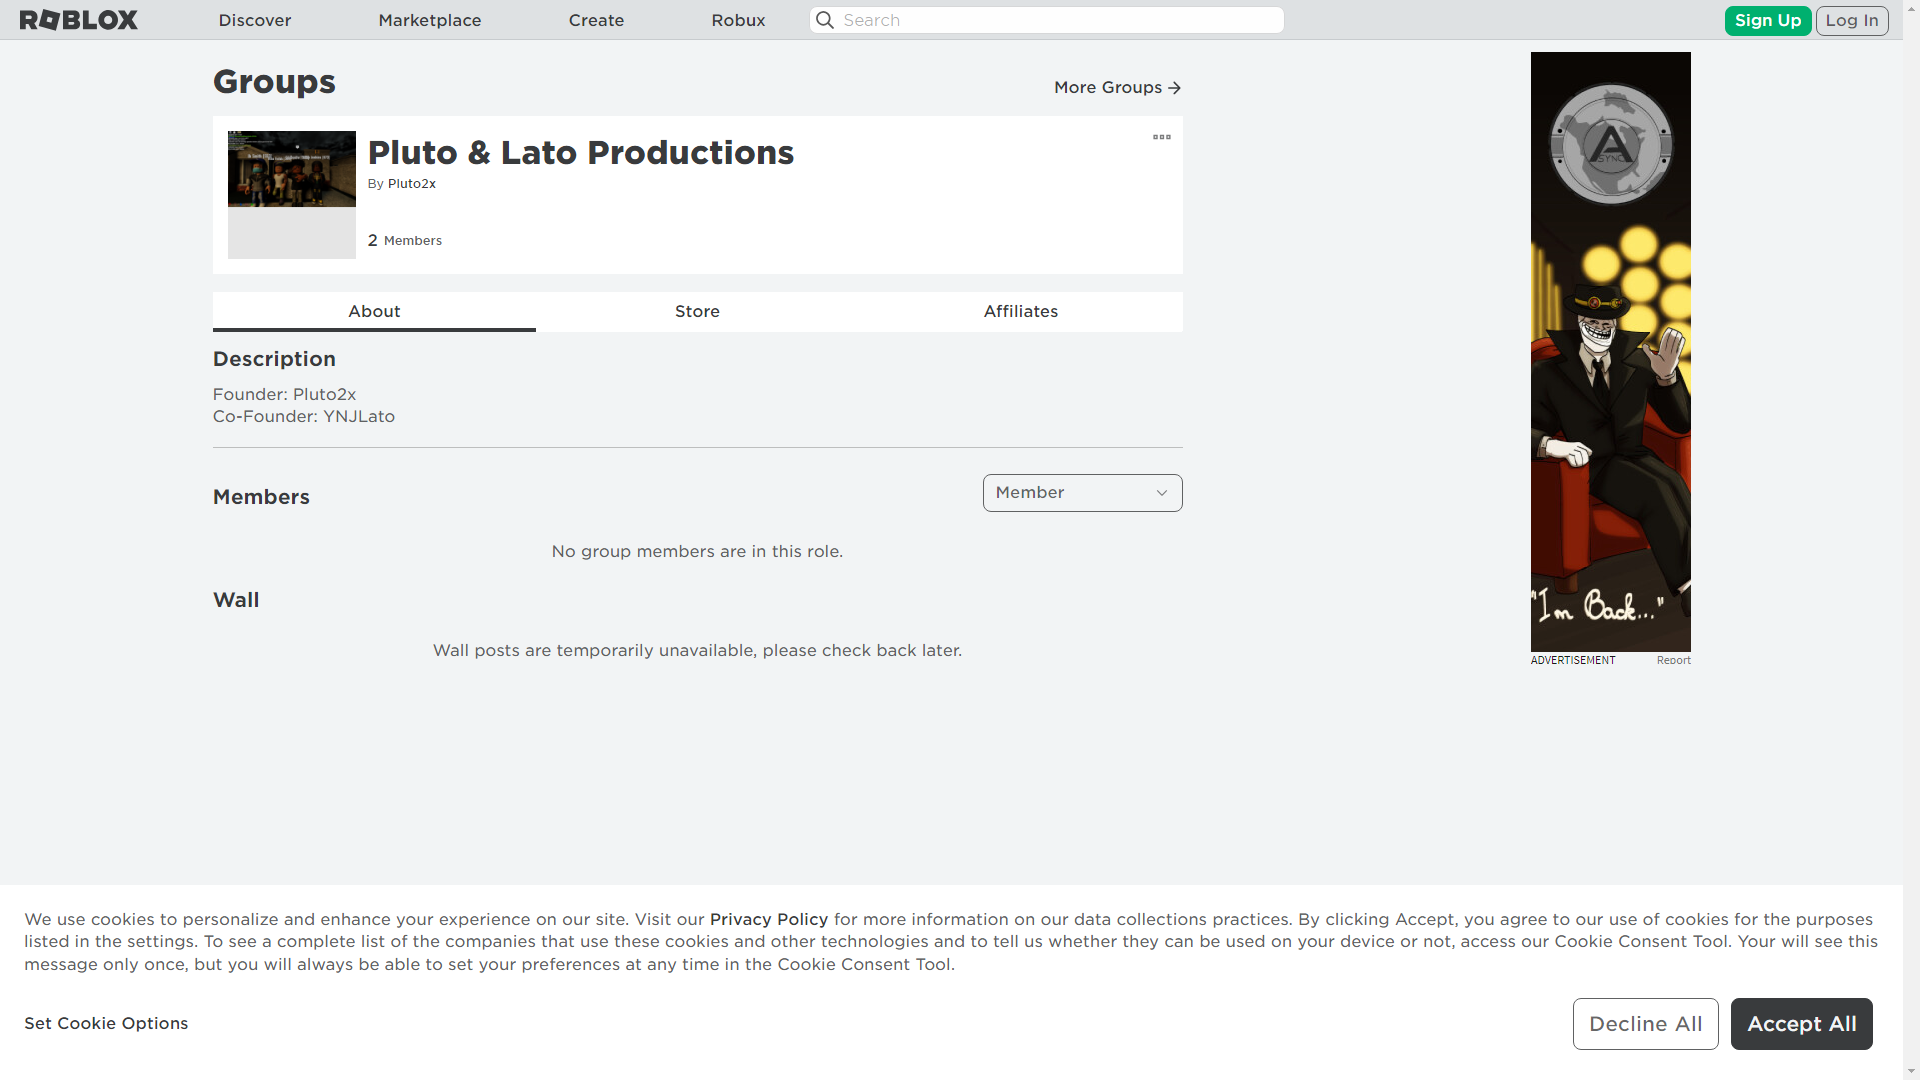 ROBLOX
Discover
Marketplace
Create
Robux
Search
Sign Up
Log In
Groups
More Groups
Pluto & Lato Productions
By Pluto2x
2 Members
About
Store
Affiliates
Description
Founder: Pluto2x
Co-Founder: YNJLato
Members
Member
No group members are in this role.
Wall
Wall posts are temporarily unavailable, please check back later.
A
SYNC
"I'm Back..."
ADVERTISEMENT
Report
We use cookies to personalize and enhance your experience on our site. Visit our Privacy Policy for more information on our data collections practices. By clicking Accept, you agree to our use of cookies for the purposes
listed in the settings. To see a complete list of the companies that use these cookies and other technologies and to tell us whether they can be used on your device or not, access our Cookie Consent Tool. Your will see this
message only once, but you will always be able to set your preferences at any time in the Cookie Consent Tool.
Set Cookie Options
Decline All
Accept All